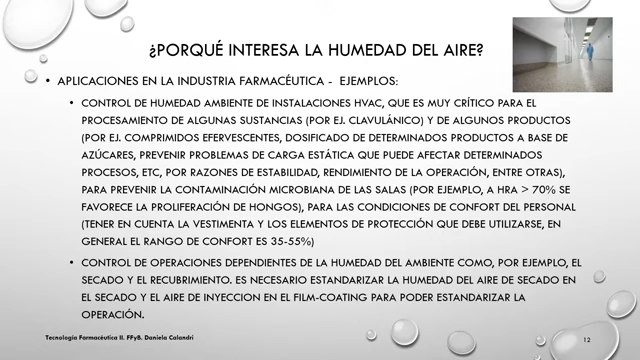 ¿PORQUÉ INTERESA LA HUMEDAD DEL AIRE?
• APLICACIONES EN LA INDUSTRIA FARMACÉUTICA - EJEMPLOS:
• CONTROL DE HUMEDAD AMBIENTE DE INSTALACIONES HVAC, QUE ES MUY CRÍTICO PARA EL
PROCESAMIENTO DE ALGUNAS SUSTANCIAS (POR EJ. CLAVULÁNICO) Y DE ALGUNOS PRODUCTOS
(POR EJ. COMPRIMIDOS EFERVESCENTES, DOSIFICADO DE DETERMINADOS PRODUCTOS A BASE DE
AZÚCARES, PREVENIR PROBLEMAS DE CARGA ESTÁTICA QUE PUEDE AFECTAR DETERMINADOS
PROCESOS, ETC, POR RAZONES DE ESTABILIDAD, RENDIMIENTO DE LA OPERACIÓN, ENTRE OTRAS),
PARA PREVENIR LA CONTAMINACIÓN MICROBIANA DE LAS SALAS (POR EJEMPLO, A HRA > 70% SE
FAVORECE LA PROLIFERACIÓN DE HONGOS), PARA LAS CONDICIONES DE CONFORT DEL PERSONAL
(TENER EN CUENTA LA VESTIMENTA Y LOS ELEMENTOS DE PROTECCIÓN QUE DEBE UTILIZARSE, EN
GENERAL EL RANGO DE CONFORT ES 35-55%)
• CONTROL DE OPERACIONES DEPENDIENTES DE LA HUMEDAD DEL AMBIENTE COMO, POR EJEMPLO, EL
SECADO Y EL RECUBRIMIENTO. ES NECESARIO ESTANDARIZAR LA HUMEDAD DEL AIRE DE SECADO EN
EL SECADO Y EL AIRE DE INYECCION EN EL FILM-COATING PARA PODER ESTANDARIZAR LA
OPERACIÓN.
Tecnología Farmacéutica II. FFyB. Daniela Calandri
12